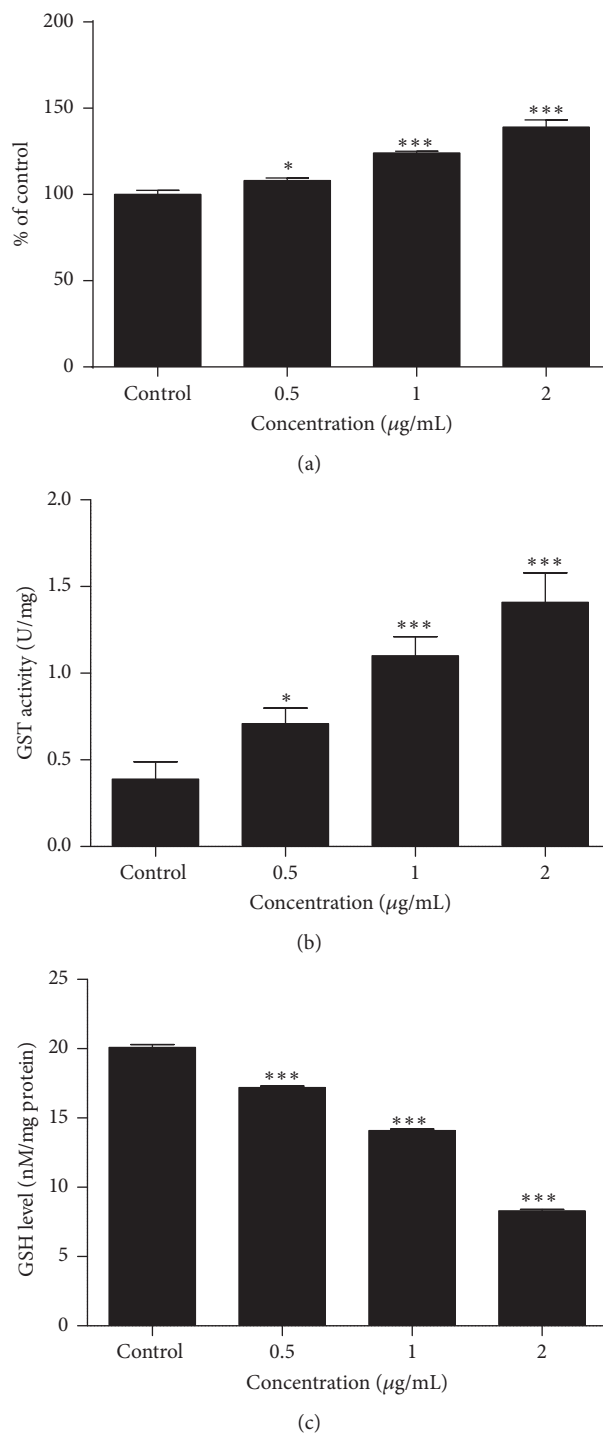 200
150
100
50
0
% of control
*
***
***
Control 0.5 1 2
Concentration (μg/mL)
(a)
2.0
1.5
1.0
0.5
0.0
GST activity (U/mg)
*
***
***
Control 0.5 1 2
Concentration (μg/mL)
(b)
25
20
15
10
5
0
GSH level (nM/mg protein)
***
***
***
Control 0.5 1 2
Concentration (μg/mL)
(c)